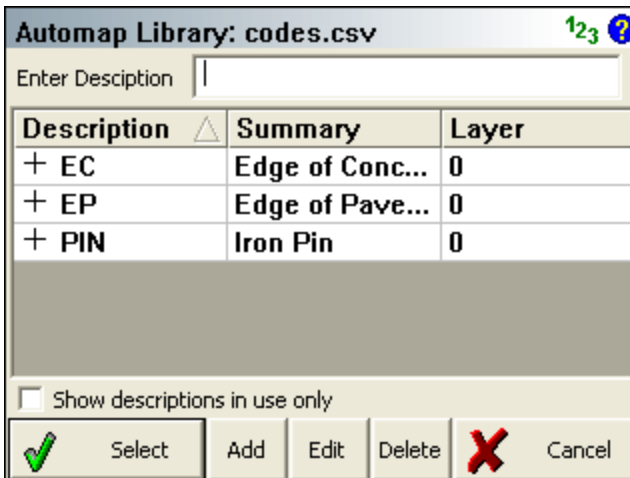 Automap Library: codes.csv 123 ?
Enter Desciption
Description Summary Layer
+ EC Edge of Conc... 0
+ EP Edge of Pave... 0
+ PIN Iron Pin 0
Show descriptions in use only
Select Add Edit Delete Cancel